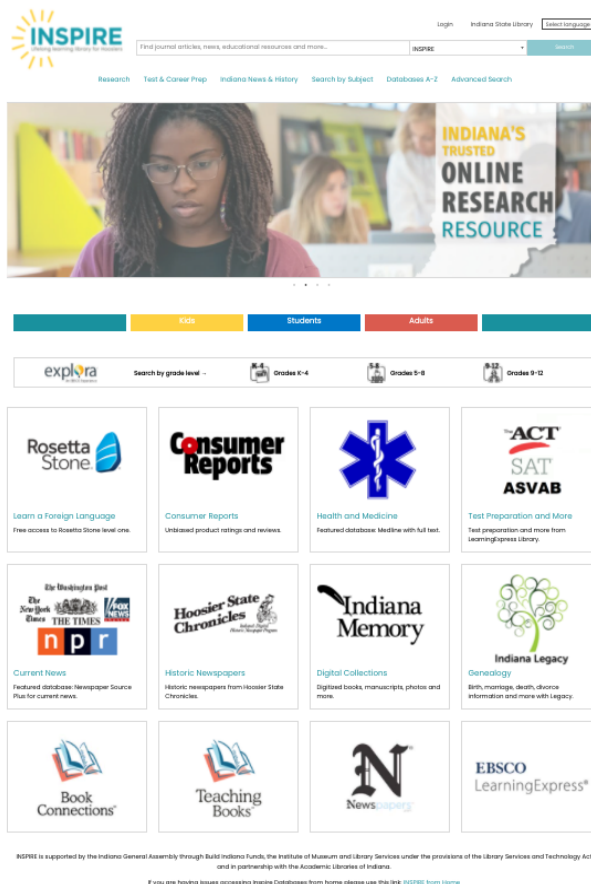 Login Indiana State Library Select language
INSPIRE
Lifelong learning library for Hoosiers
Find journal articles, news, educational resources and more...
INSPIRE
Search
Research Test & Career Prep Indiana News & History Search by Subject Databases A-Z Advanced Search
INDIANA'S
TRUSTED
ONLINE
RESEARCH
RESOURCE
Kids Students Adults
explora
Search by grade level
K-4 Grades K-4
5-8 Grades 5-8
9-12 Grades 9-12
Rosetta
Stone
Learn a Foreign Language
Free access to Rosetta Stone level one.
Consumer
Reports
Consumer Reports
Unbiased product ratings and reviews.
Health and Medicine
Featured database: Medline with full text.
The ACT
SAT
ASVAB
Test Preparation and More
Test preparation and more from
LearningExpress Library.
The Washington Post
The
New York
Times
THE TIMES
FOX
NEWS
npr
Current News
Featured database: Newspaper Source
Plus for current news.
Hoosier State
Chronicles
Historic Newspapers
Historic newspapers from Hoosier State
Chronicles.
Indiana
Memory
Digital Collections
Digitized books, manuscripts, photos and
more.
Indiana Legacy
Genealogy
Birth, marriage, death, divorce
information and more with Legacy.
Book
Connections
Teaching
Books
N
Newspapers
EBSCO
LearningExpress®
INSPIRE is supported by the Indiana General Assembly through Build Indiana Funds, the Institute of Museum and Library Services under the provisions of the Library Services and Technology Act
and in partnership with the Academic Libraries of Indiana.
If you are having issues accessing Inspire Databases from home please use this link: INSPIRE from Home